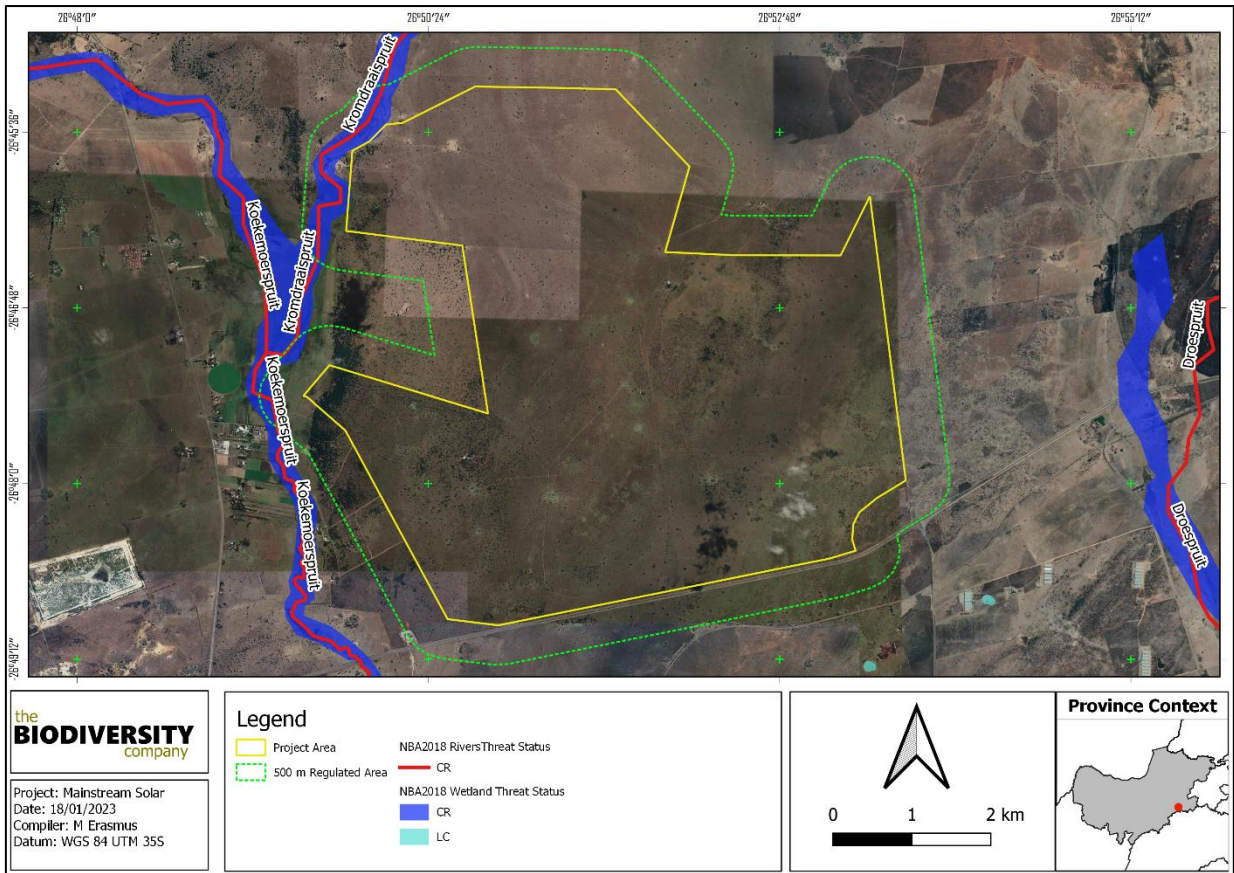 26°48'0"
26°50'24"
26°52'48"
26°55'12"
-26°45'36"
-26°46'48"
-26°48'0"
-26°49'12"
Kromdraaispruit
Koekemoerspruit
Kromdraaispruit
Koekemoerspruit
Koekemoerspruit
Droespruit
Droespruit
the
BIODIVERSITY
company
Project: Mainstream Solar
Date: 18/01/2023
Compiler: M Erasmus
Datum: WGS 84 UTM 35S
Legend
Project Area
500 m Regulated Area
NBA2018 RiversThreat Status
CR
NBA2018 Wetland Threat Status
CR
LC
0 1 2 km
Province Context